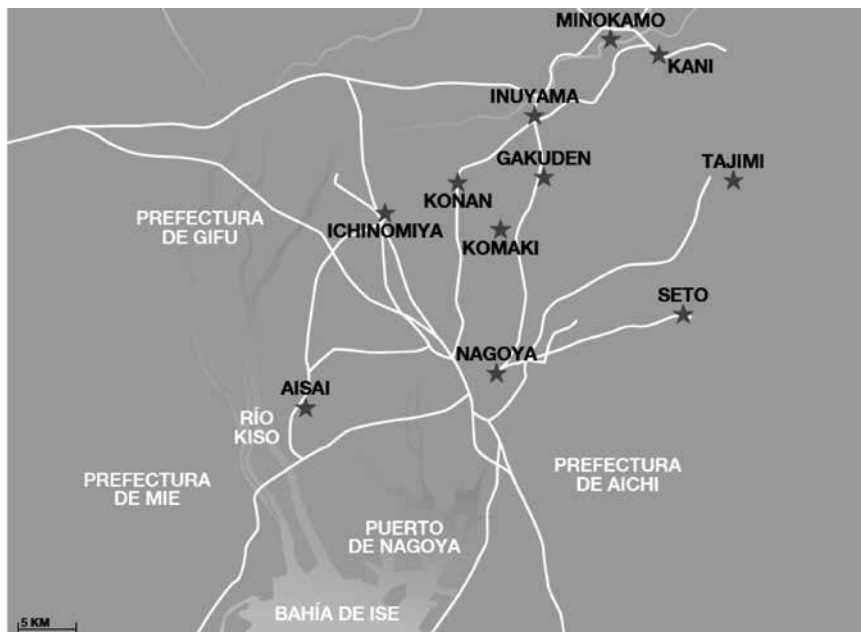 MINOKAMO
KANI
INUYAMA
GAKUDEN
TAJIMI
KONAN
PREFECTURA
DE GIFU
ICHINOMIYA
KOMAKI
SETO
NAGOYA
AISAI
RÍO
KISO
PREFECTURA
DE MIE
PREFECTURA
DE AICHI
PUERTO
DE NAGOYA
BAHÍA DE ISE
5 KM